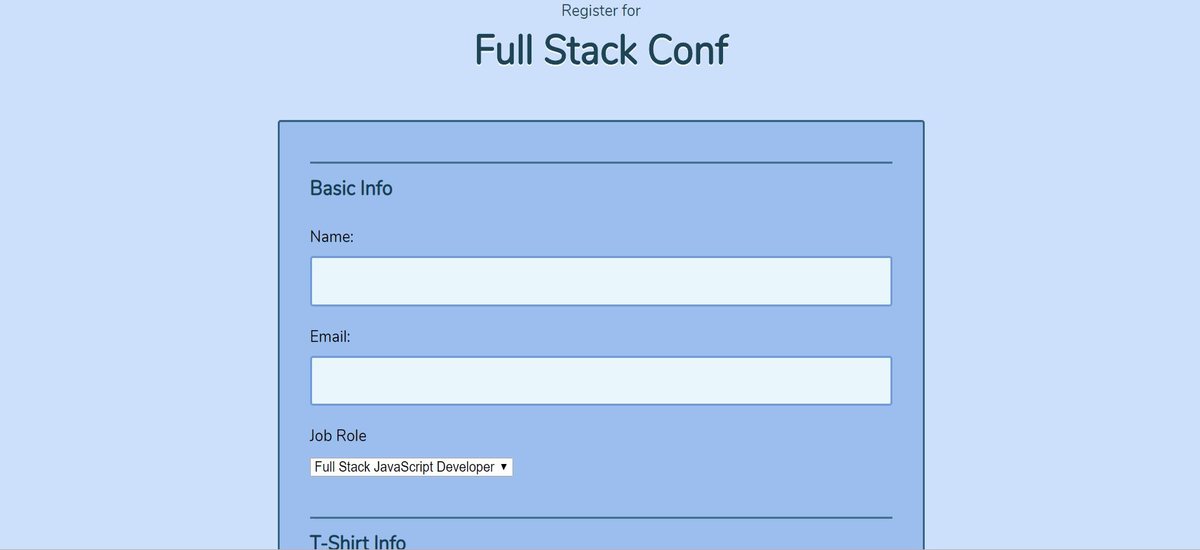 Register for
Full Stack Conf
Basic Info
Name:
Email:
Job Role
Full Stack JavaScript Developer
T-Shirt Info